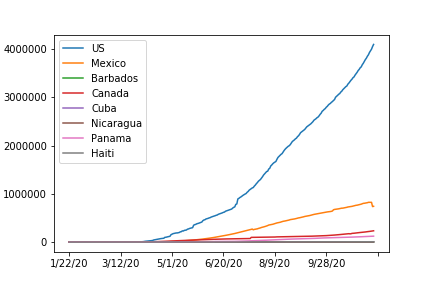 4000000
3000000
2000000
1000000
0
US
Mexico
Barbados
Canada
Cuba
Nicaragua
Panama
Haiti
1/22/20 3/12/20 5/1/20 6/20/20 8/9/20 9/28/20